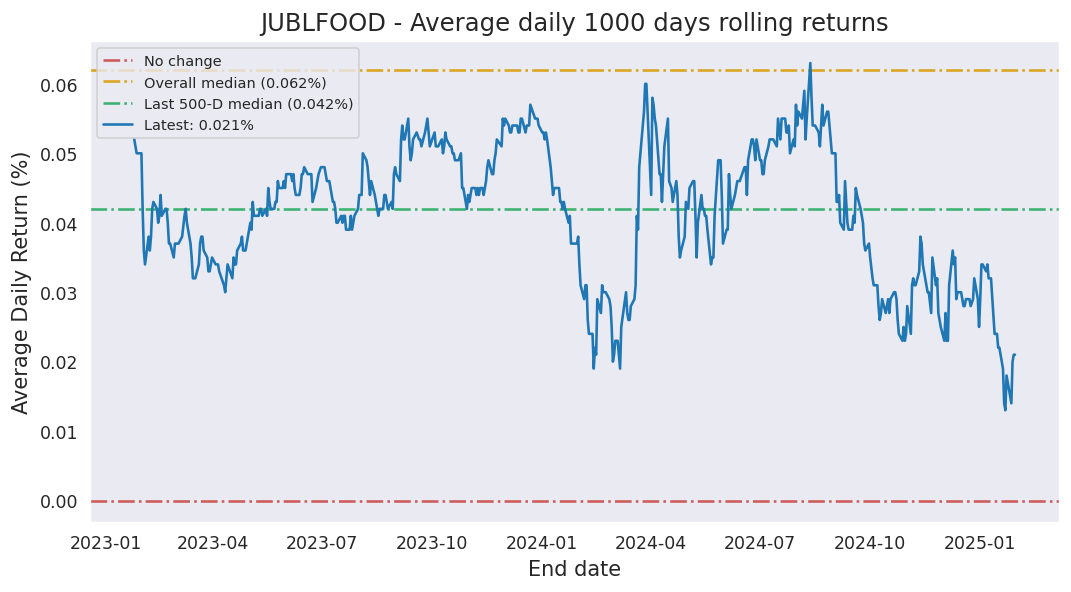 JUBLFOOD - Average daily 1000 days rolling returns
No change
Overall median (0.062%)
Last 500-D median (0.042%)
Latest: 0.021%
Average Daily Return (%)
0.06
0.05
0.04
0.03
0.02
0.01
0.00
2023-01 2023-04 2023-07 2023-10 2024-01 2024-04 2024-07 2024-10 2025-01
End date